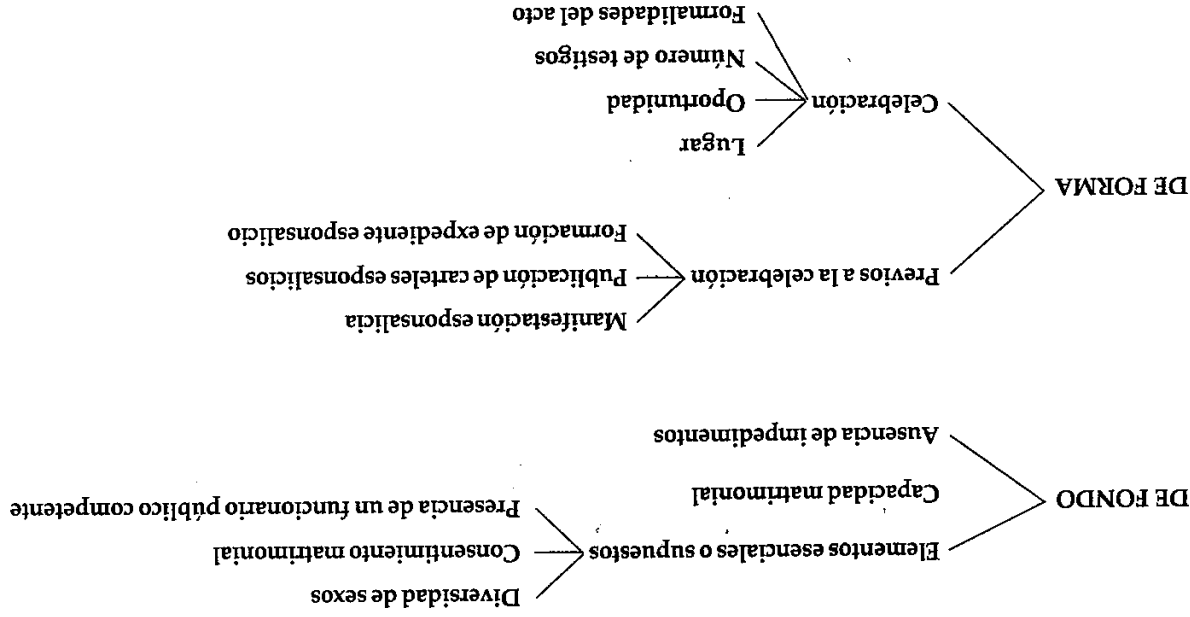 Diversidad de sexos
Elementos esenciales o supuestos
Consentimiento matrimonial
Presencia de un funcionario público competente
DE FONDO
Capacidad matrimonial
Ausencia de impedimentos
Manifestación esponsalicia
Previos a la celebración
Publicación de carteles esponsalicios
Formación de expediente esponsalicio
DE FORMA
Lugar
Celebración
Oportunidad
Número de testigos
Formalidades del acto